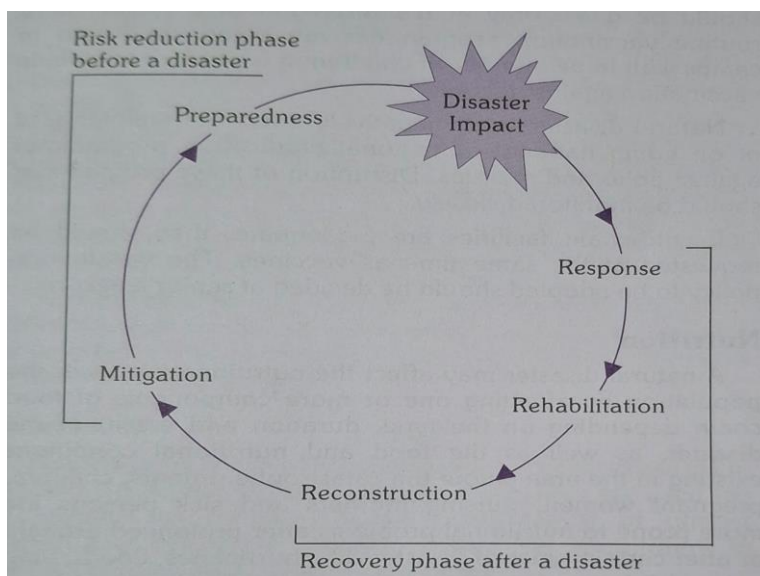 Risk reduction phase
before a disaster
Disaster
Impact
Preparedness
Response
Mitigation
Rehabilitation
Reconstruction
Recovery phase after a disaster